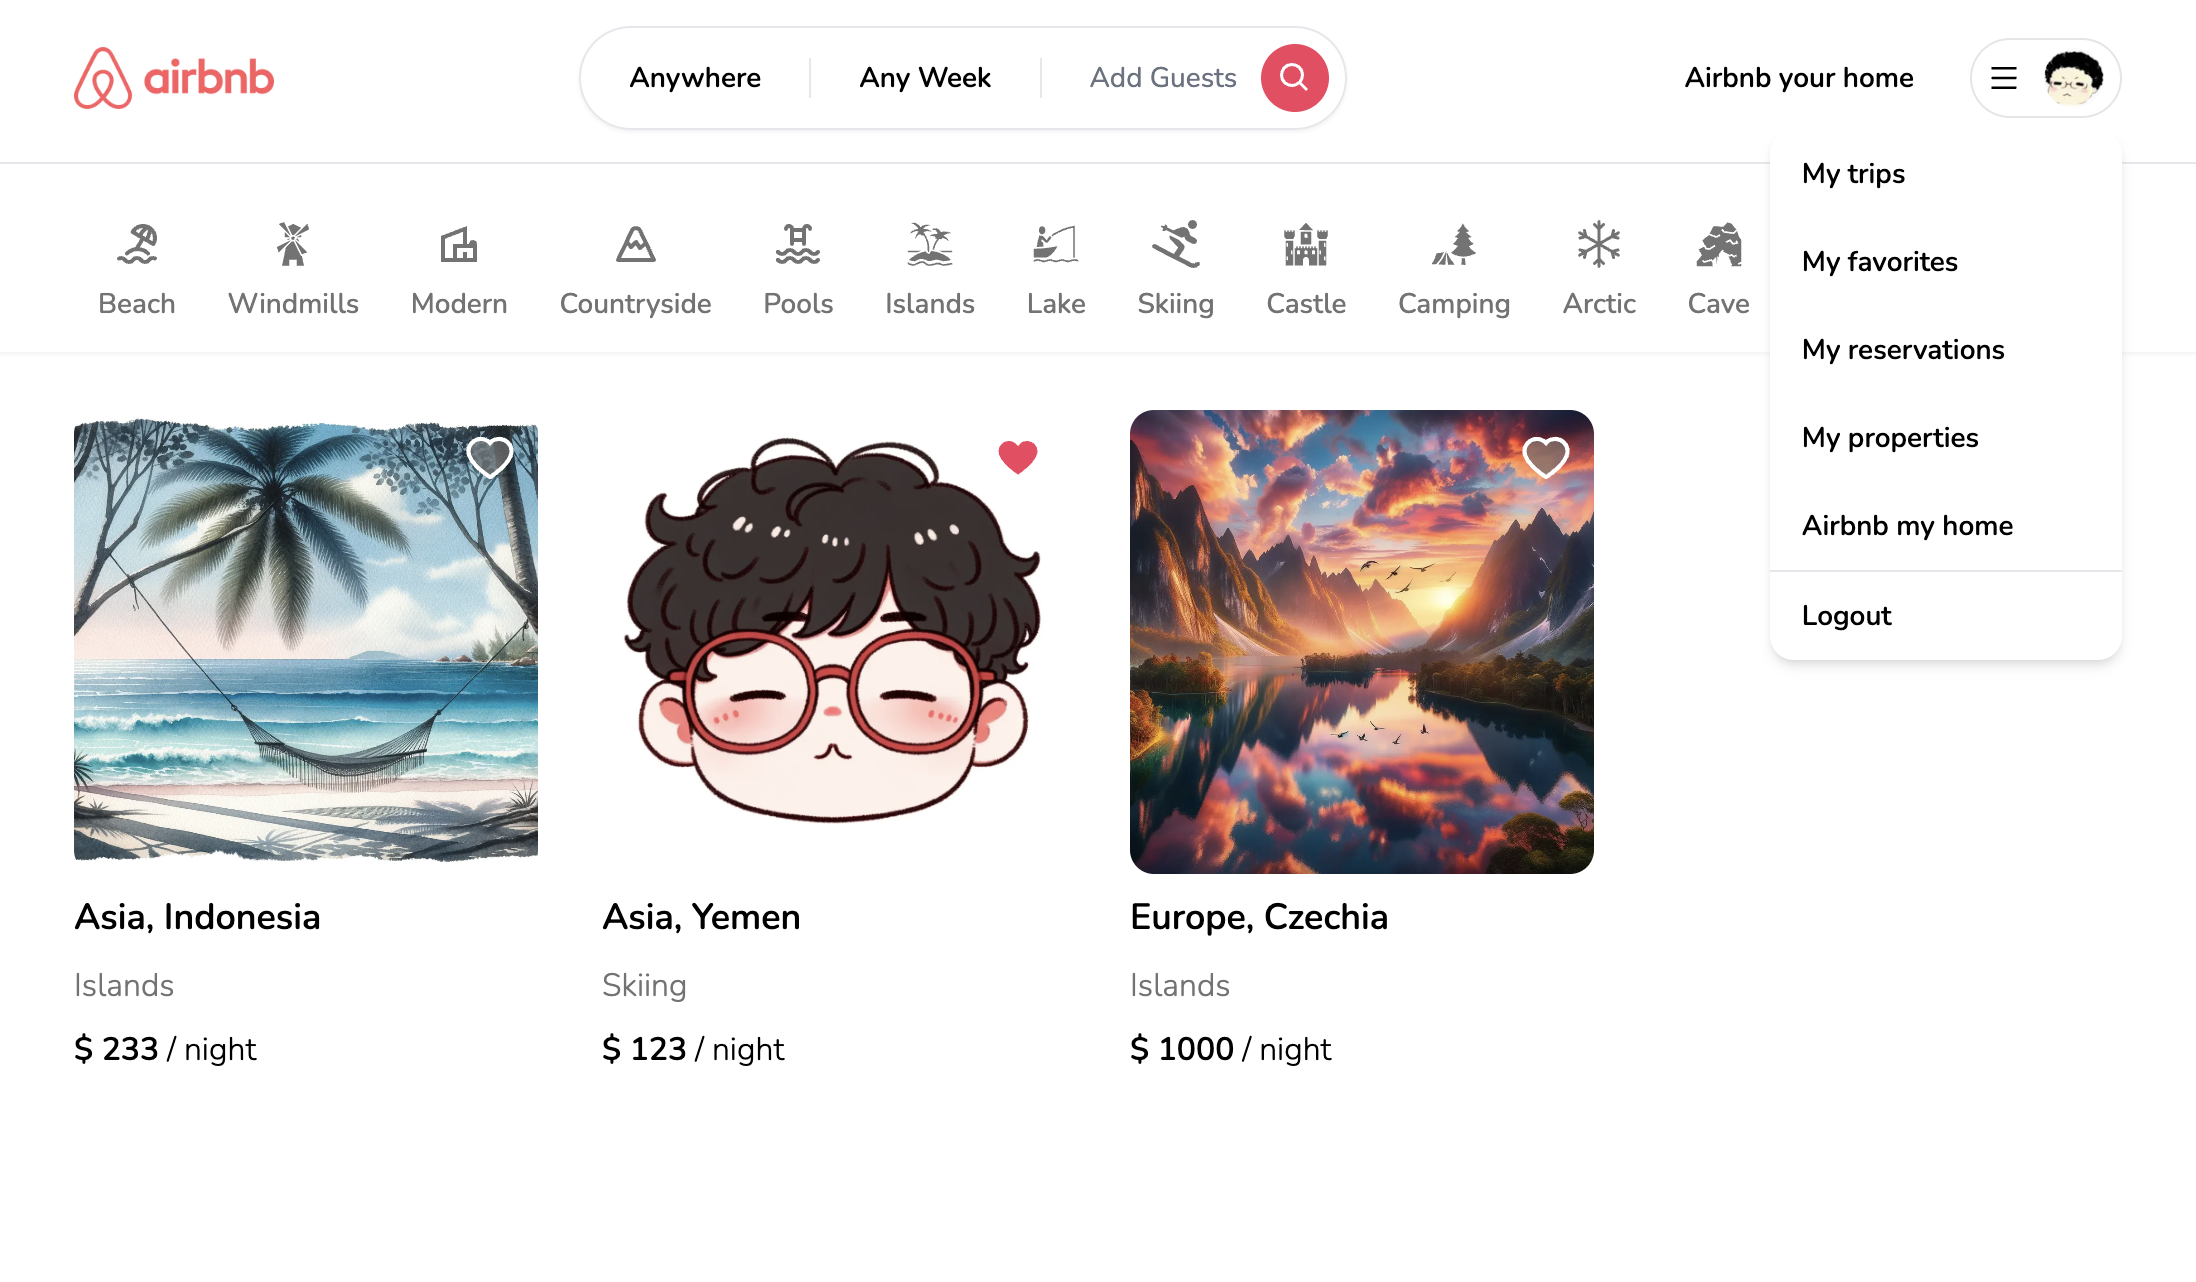 airbnb
Anywhere
Any Week
Add Guests
Airbnb your home
My trips
My favorites
My reservations
My properties
Airbnb my home
Logout
Beach
Windmills
Modern
Countryside
Pools
Islands
Lake
Skiing
Castle
Camping
Arctic
Cave
Asia, Indonesia
Islands
$ 233 / night
Asia, Yemen
Skiing
$ 123 / night
Europe, Czechia
Islands
$ 1000 / night